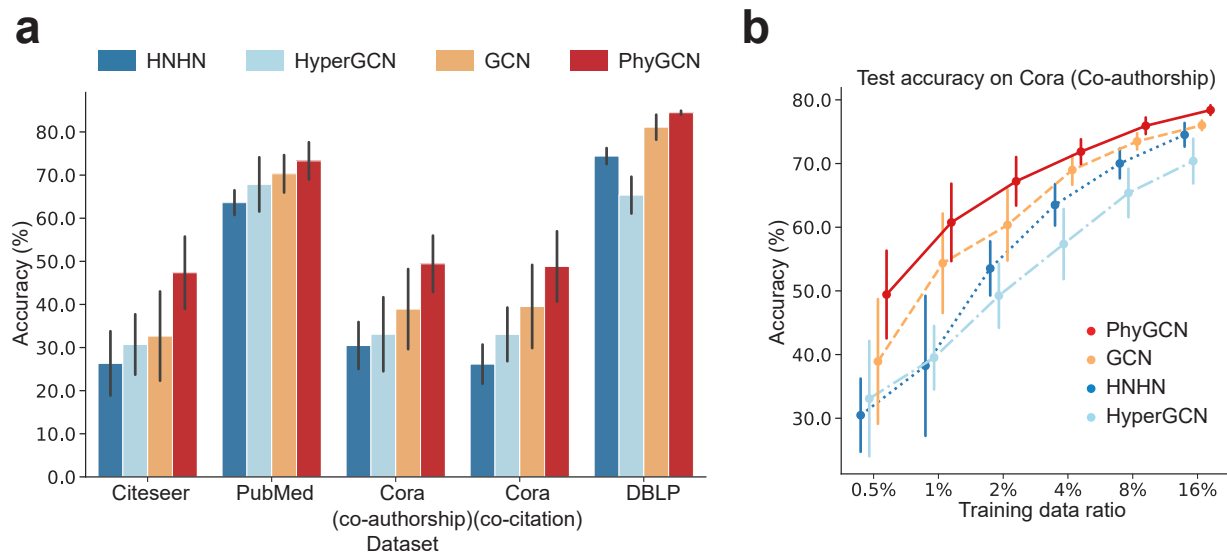 a
HNHN HyperGCN GCN PhyGCN
Accuracy (%)
80.0
70.0
60.0
50.0
40.0
30.0
20.0
10.0
0.0
Citeseer PubMed Cora Cora DBLP
(co-authorship)(co-citation)
Dataset
b
Test accuracy on Cora (Co-authorship)
Accuracy (%)
80.0
70.0
60.0
50.0
40.0
30.0
PhyGCN
GCN
HNHN
HyperGCN
0.5% 1% 2% 4% 8% 16%
Training data ratio